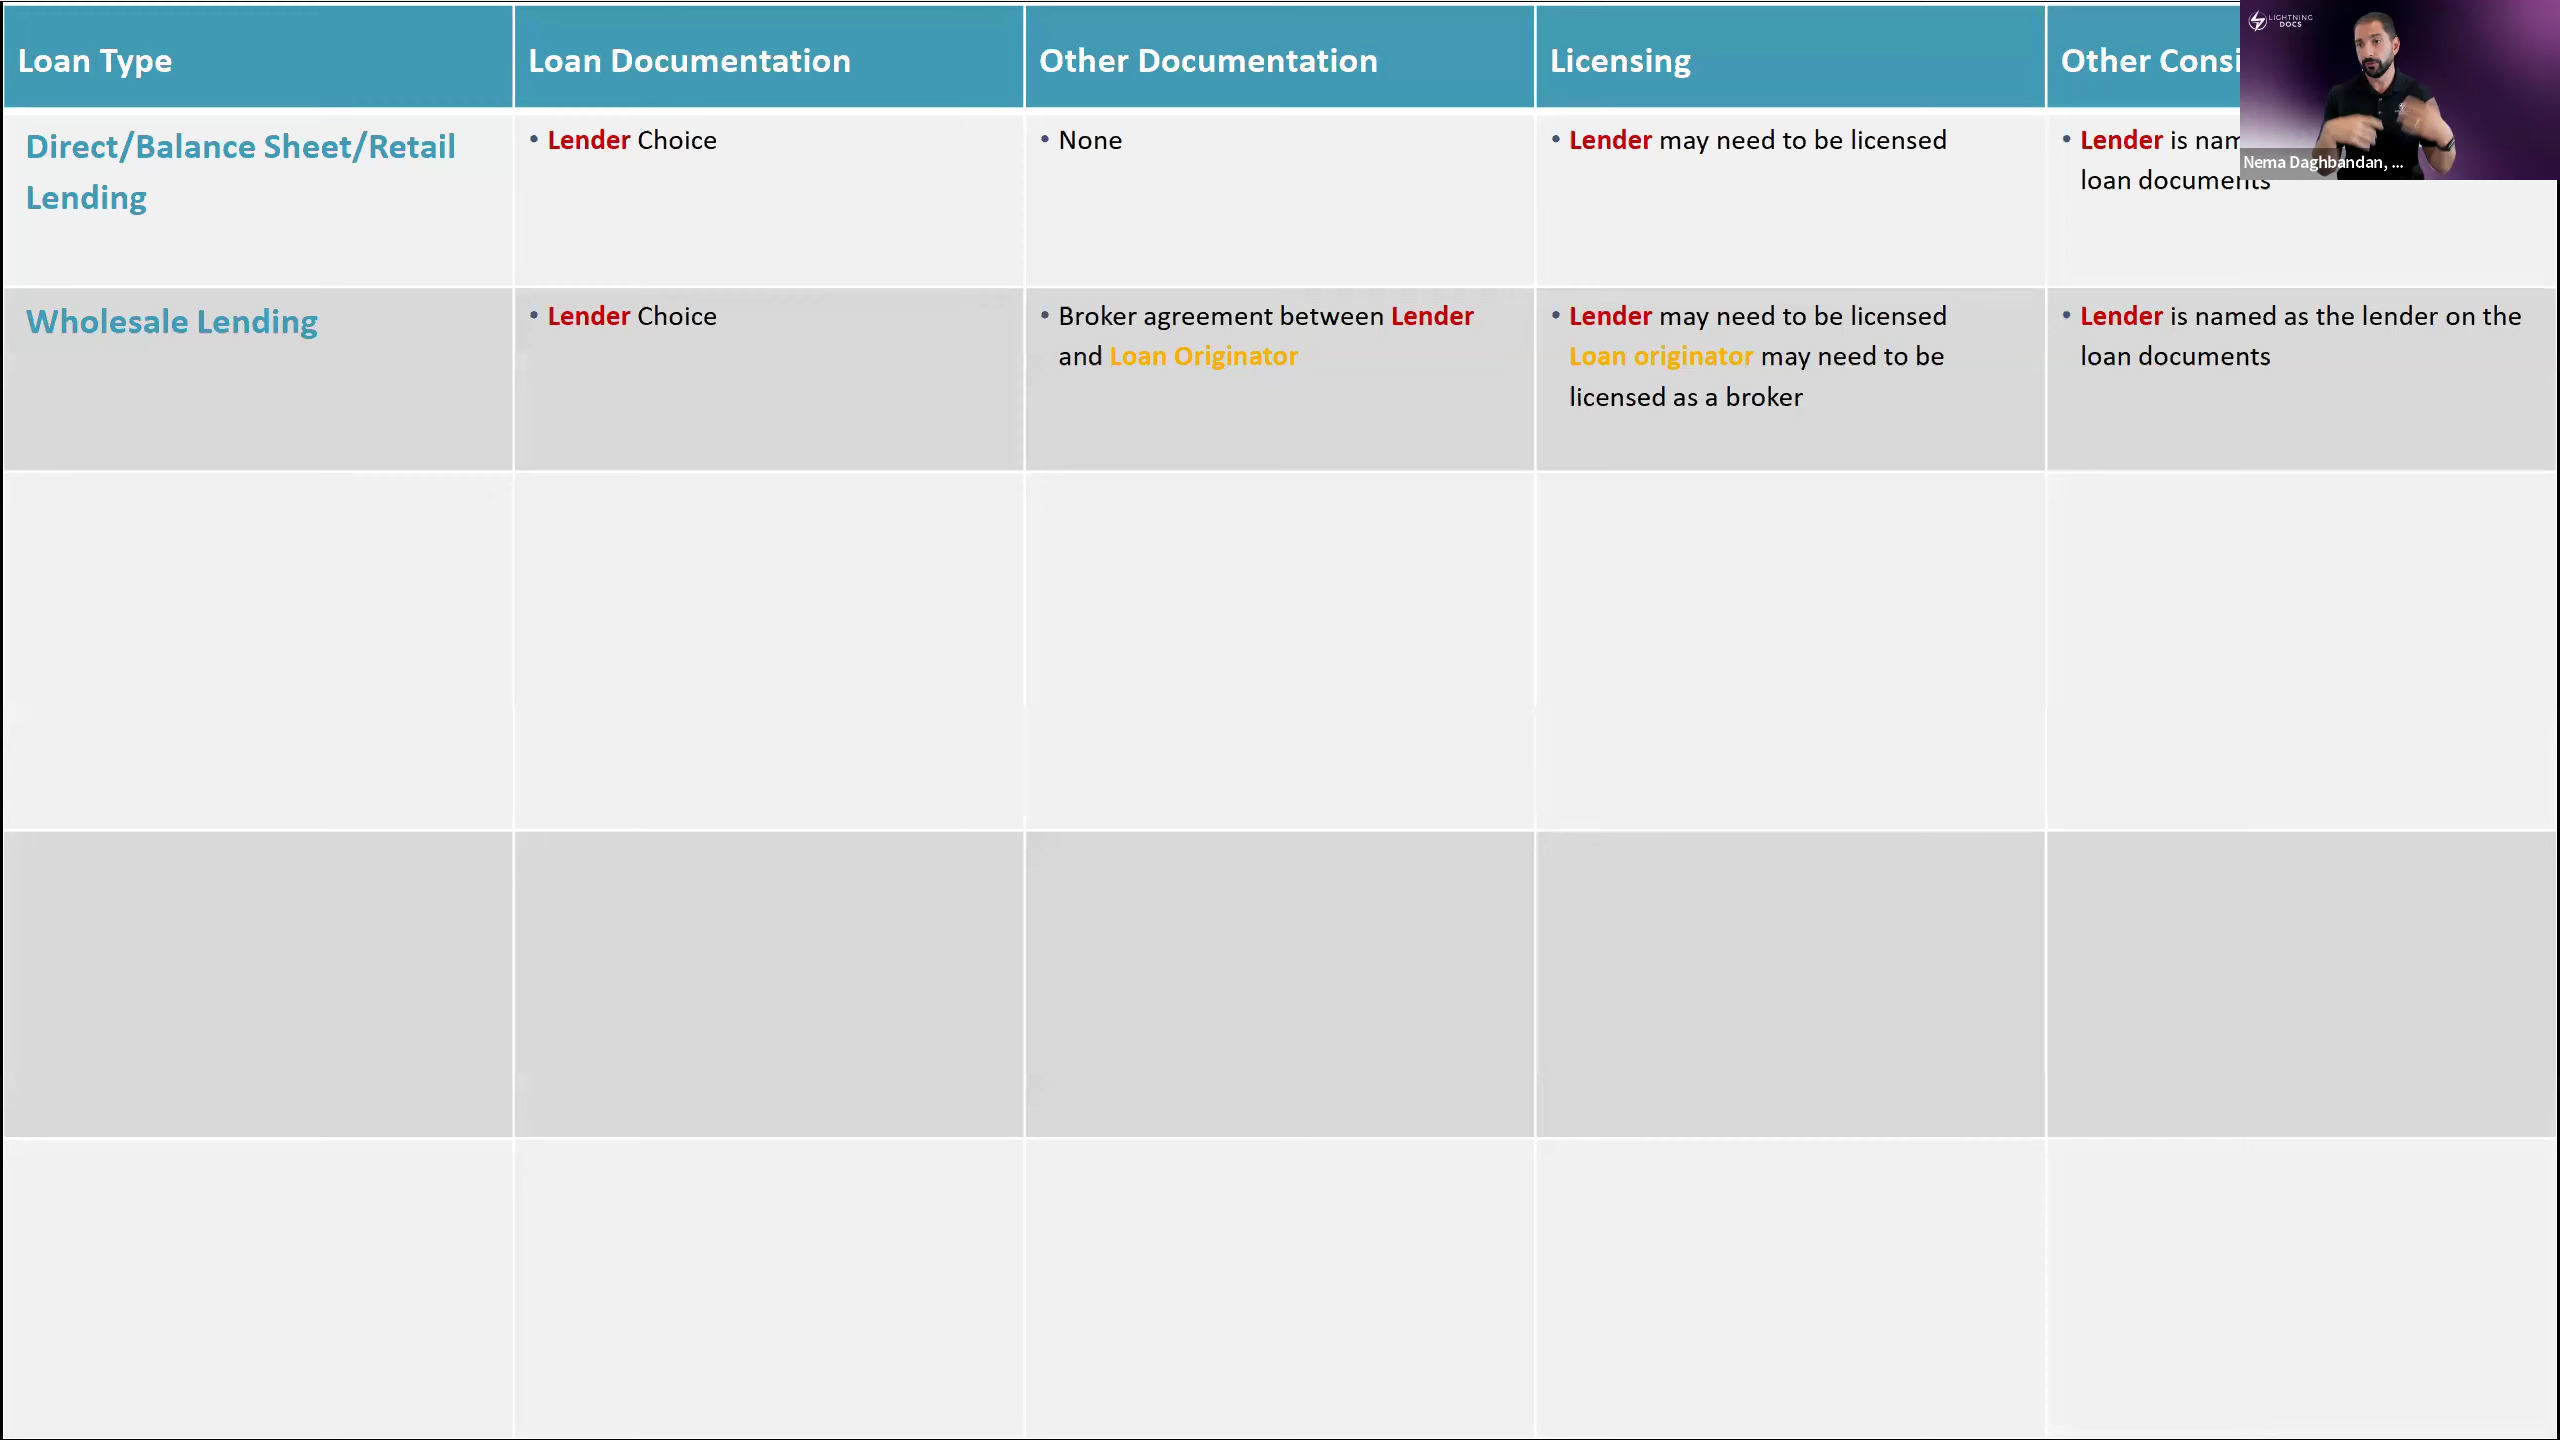 Loan Type
Loan Documentation
Other Documentation
Licensing
Other Consi
LIGHTNING
DOCS
Nema Daghbandan, ...
Direct/Balance Sheet/Retail
Lending
• Lender Choice
• None
• Lender may need to be licensed
• Lender is nam
loan documents
Wholesale Lending
• Lender Choice
• Broker agreement between Lender
and Loan Originator
• Lender may need to be licensed
Loan originator may need to be
licensed as a broker
• Lender is named as the lender on the
loan documents